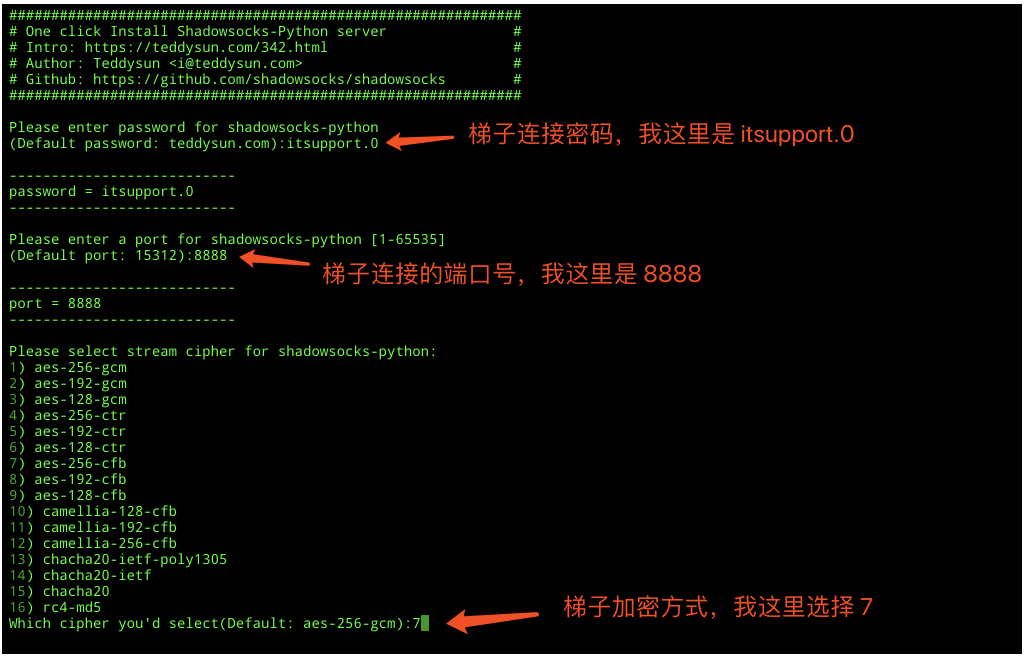 #############################################################
# One click Install Shadowsocks-Python server               #
# Intro: https://teddysun.com/342.html                      #
# Author: Teddysun <i@teddysun.com>                         #
# Github: https://github.com/shadowsocks/shadowsocks        #
#############################################################
Please enter password for shadowsocks-python
(Default password: teddysun.com):itsupport.0
梯子连接密码，我这里是 itsupport.0
---------------------------
password = itsupport.0
---------------------------
Please enter a port for shadowsocks-python [1-65535]
(Default port: 15312):8888
梯子连接的端口号，我这里是 8888
---------------------------
port = 8888
---------------------------
Please select stream cipher for shadowsocks-python:
1) aes-256-gcm
2) aes-192-gcm
3) aes-128-gcm
4) aes-256-ctr
5) aes-192-ctr
6) aes-128-ctr
7) aes-256-cfb
8) aes-192-cfb
9) aes-128-cfb
10) camellia-128-cfb
11) camellia-192-cfb
12) camellia-256-cfb
13) chacha20-ietf-poly1305
14) chacha20-ietf
15) chacha20
16) rc4-md5
Which cipher you'd select(Default: aes-256-gcm):7
梯子加密方式，我这里选择 7